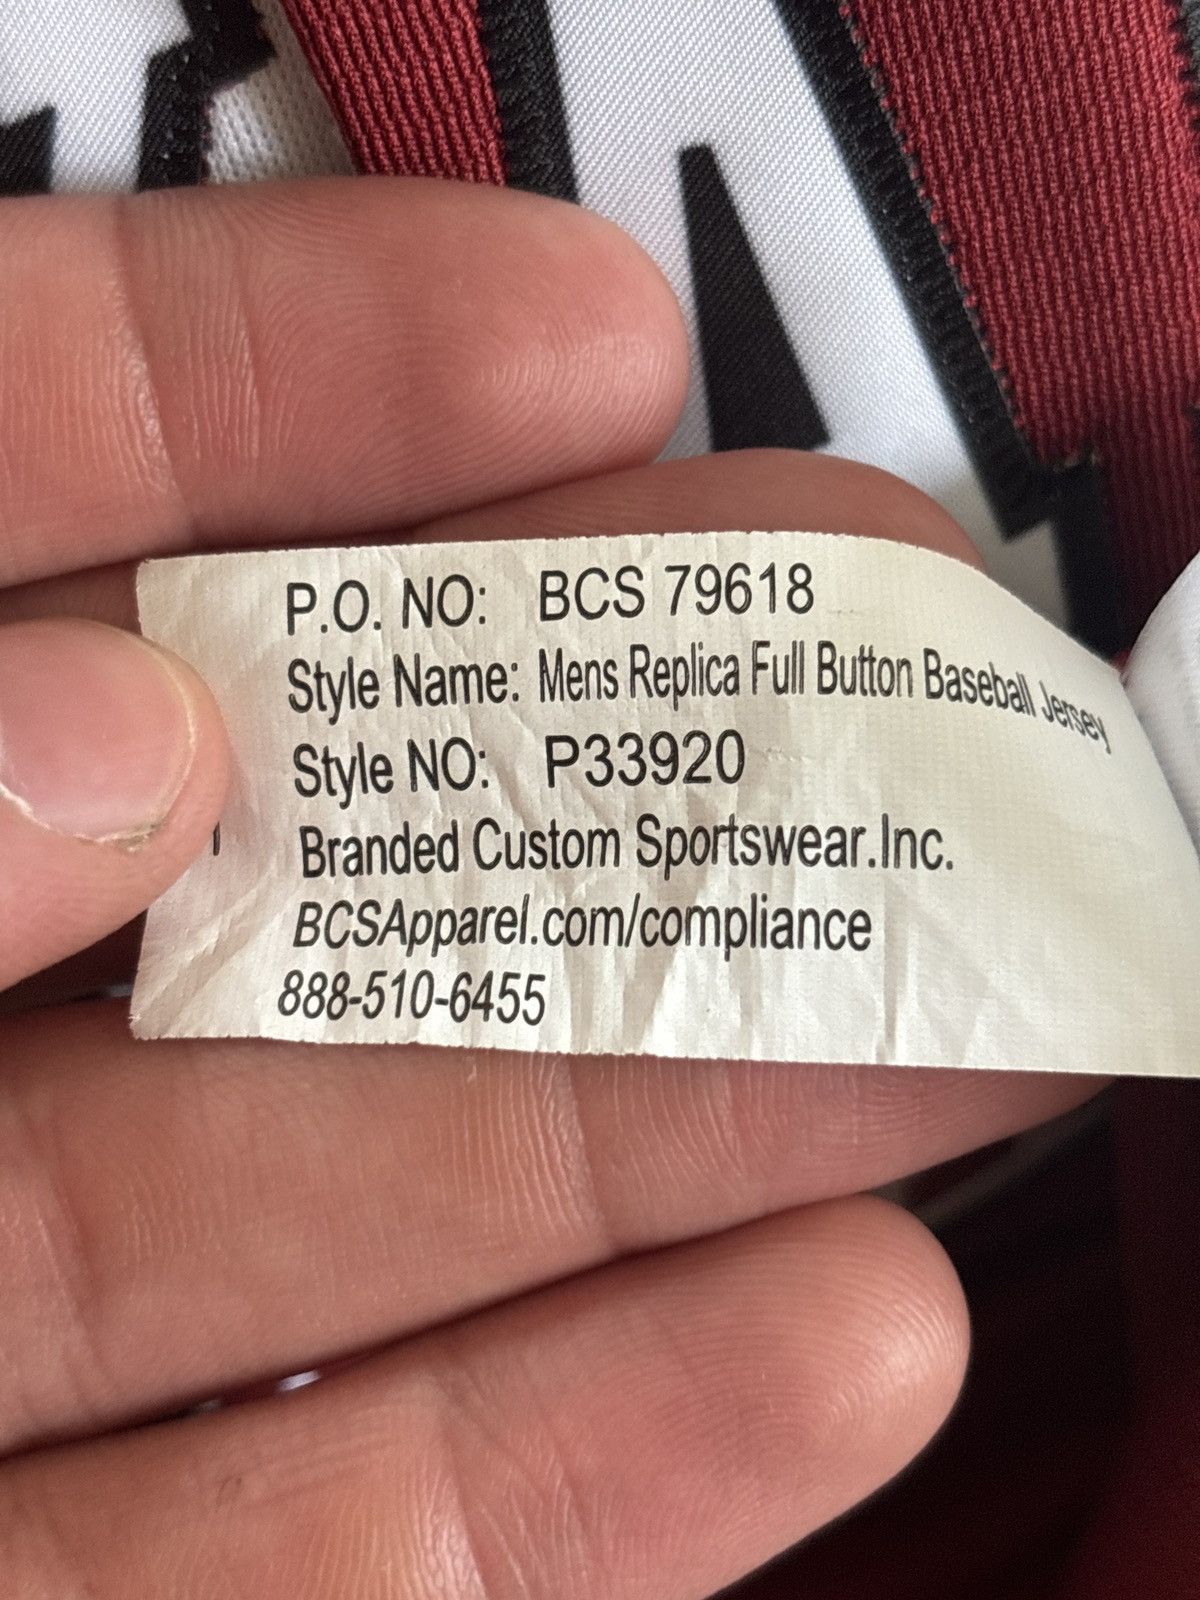 P.O. NO: BCS 79618
Style Name: Mens Replica Full Button Baseball Jersey
Style NO: P33920
Branded Custom Sportswear.Inc.
BCSApparel.com/compliance
888-510-6455